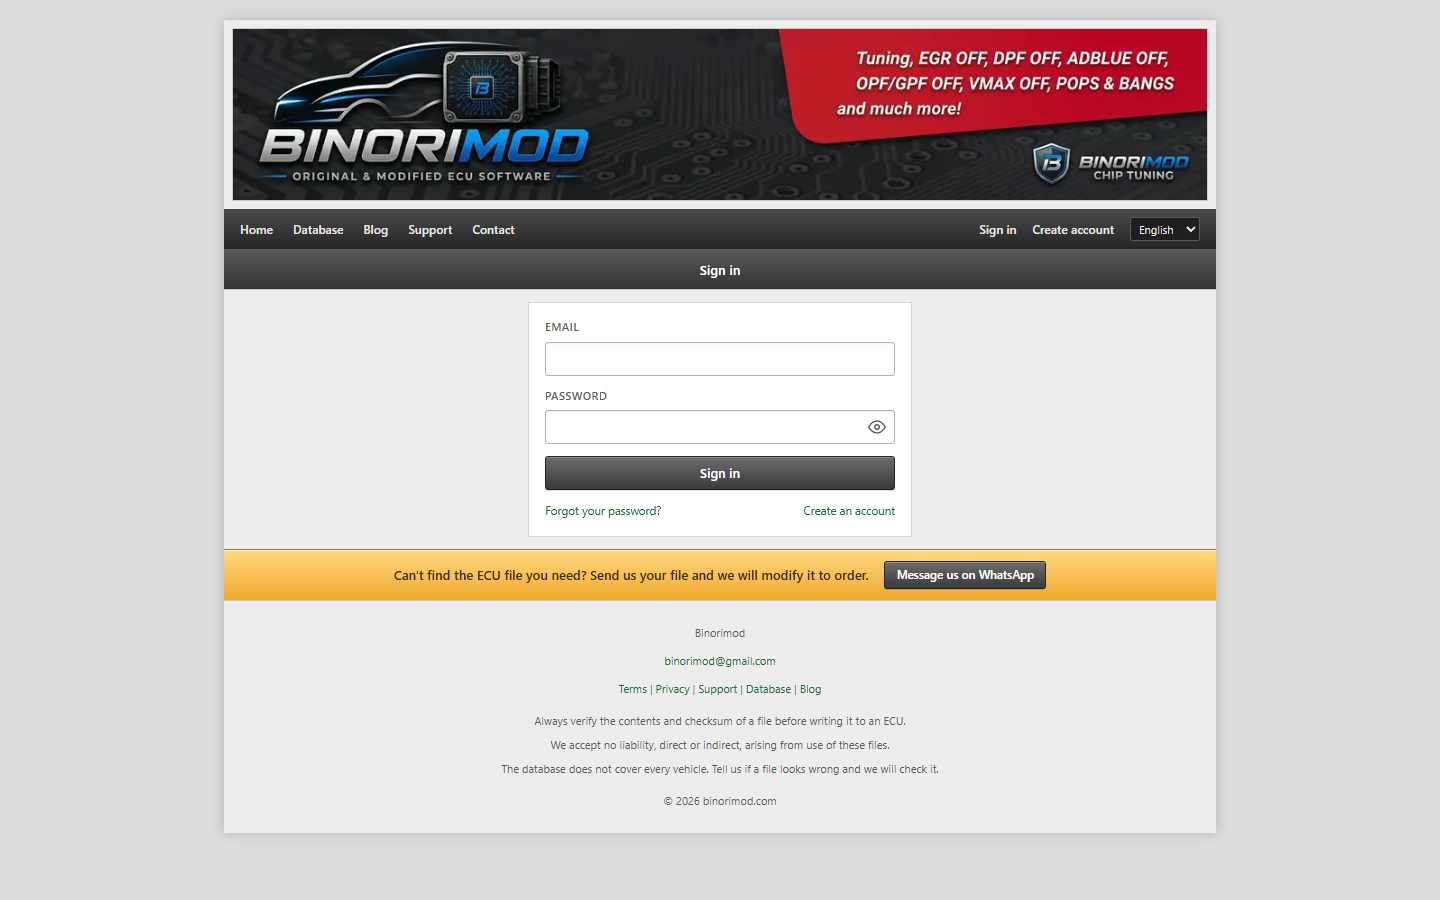 Tuning, EGR OFF, DPF OFF, ADBLUE OFF,
OPF/GPF OFF, VMAX OFF, POPS & BANGS
and much more!
B
BINORIMOD
ORIGINAL & MODIFIED ECU SOFTWARE
B
BINORIMOD
CHIP TUNING
Home Database Blog Support Contact Sign in Create account English
Sign in
EMAIL
PASSWORD
Sign in
Forgot your password? Create an account
Can't find the ECU file you need? Send us your file and we will modify it to order. Message us on WhatsApp
Binorimod
binorimod@gmail.com
Terms | Privacy | Support | Database | Blog
Always verify the contents and checksum of a file before writing it to an ECU.
We accept no liability, direct or indirect, arising from use of these files.
The database does not cover every vehicle. Tell us if a file looks wrong and we will check it.
© 2026 binorimod.com